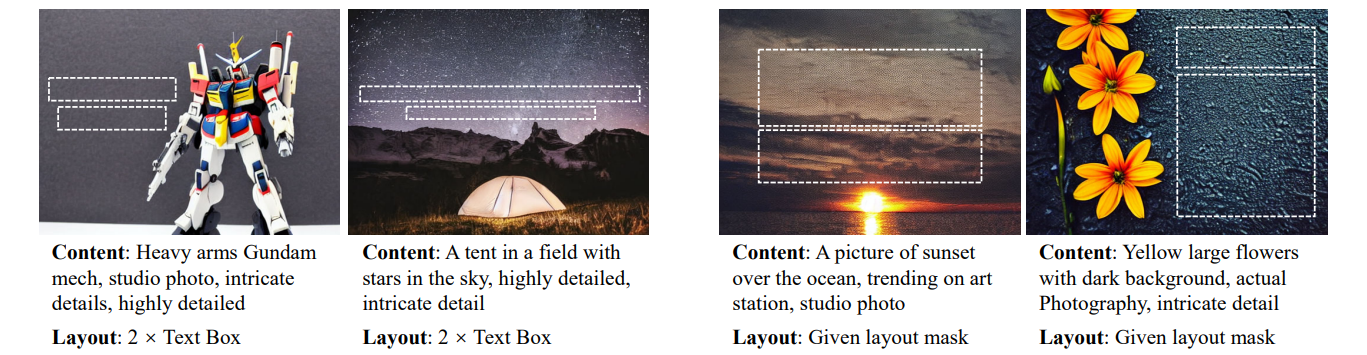 Content: Heavy arms Gundam
mech, studio photo, intricate
details, highly detailed
Layout: 2 × Text Box
Content: A tent in a field with
stars in the sky, highly detailed,
intricate detail
Layout: 2 × Text Box
Content: A picture of sunset
over the ocean, trending on art
station, studio photo
Layout: Given layout mask
Content: Yellow large flowers
with dark background, actual
Photography, intricate detail
Layout: Given layout mask